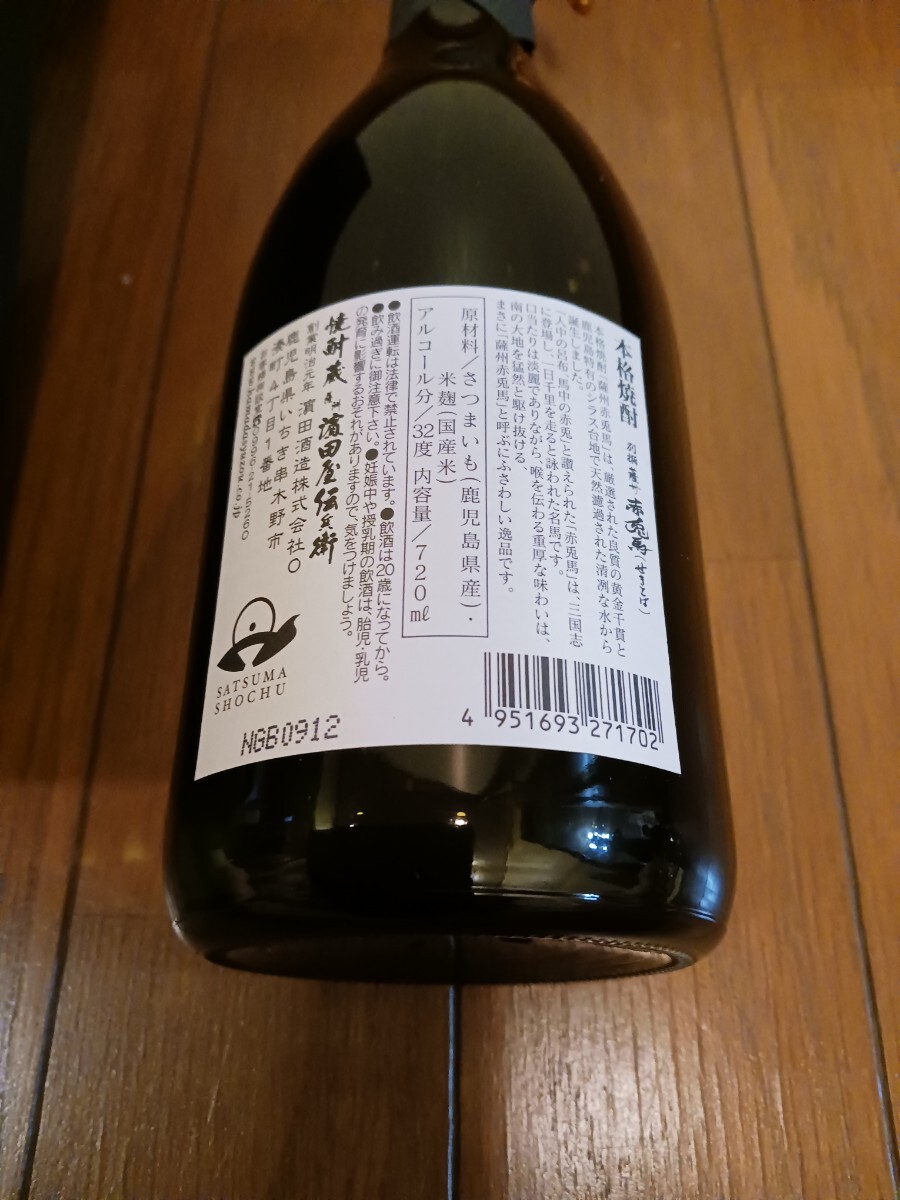 本格焼酎 別撰 薩州 赤兎馬(せきとば)
本格焼酎「薩州 赤兎馬」は、厳選された良質の黄金千貫と
鹿児島特有のシラス台地で天然濾過された清冽な水から
誕生しました。
「人中の呂布、馬中の赤兎」と讃えられた「赤兎馬」は、三国志
に登場し、一日千里を走ると詠われた名馬です。
口当たりは淡麗でありながら、喉を伝わる重厚な味わいは、
南の大地を猛然と駆け抜ける、
まさに「薩州赤兎馬」と呼ぶにふさわしい逸品です。
原材料/さつまいも(鹿児島県産)・
米麹(国産米)
アルコール分/32度 内容量/720㎖
●飲酒運転は法律で禁止されています。●飲酒は20歳になってから。
●飲み過ぎに御注意下さい。●妊娠中や授乳期の飲酒は、胎児・乳児
の発育に影響するおそれがありますので、気をつけましょう。
焼酎蔵 薩州 濵田屋伝兵衛
創業明治元年 濵田酒造株式会社
鹿児島県いちき串木野市
湊町4丁目1番地
SATSUMA
SHOCHU
NGB0912
4 951693 271702